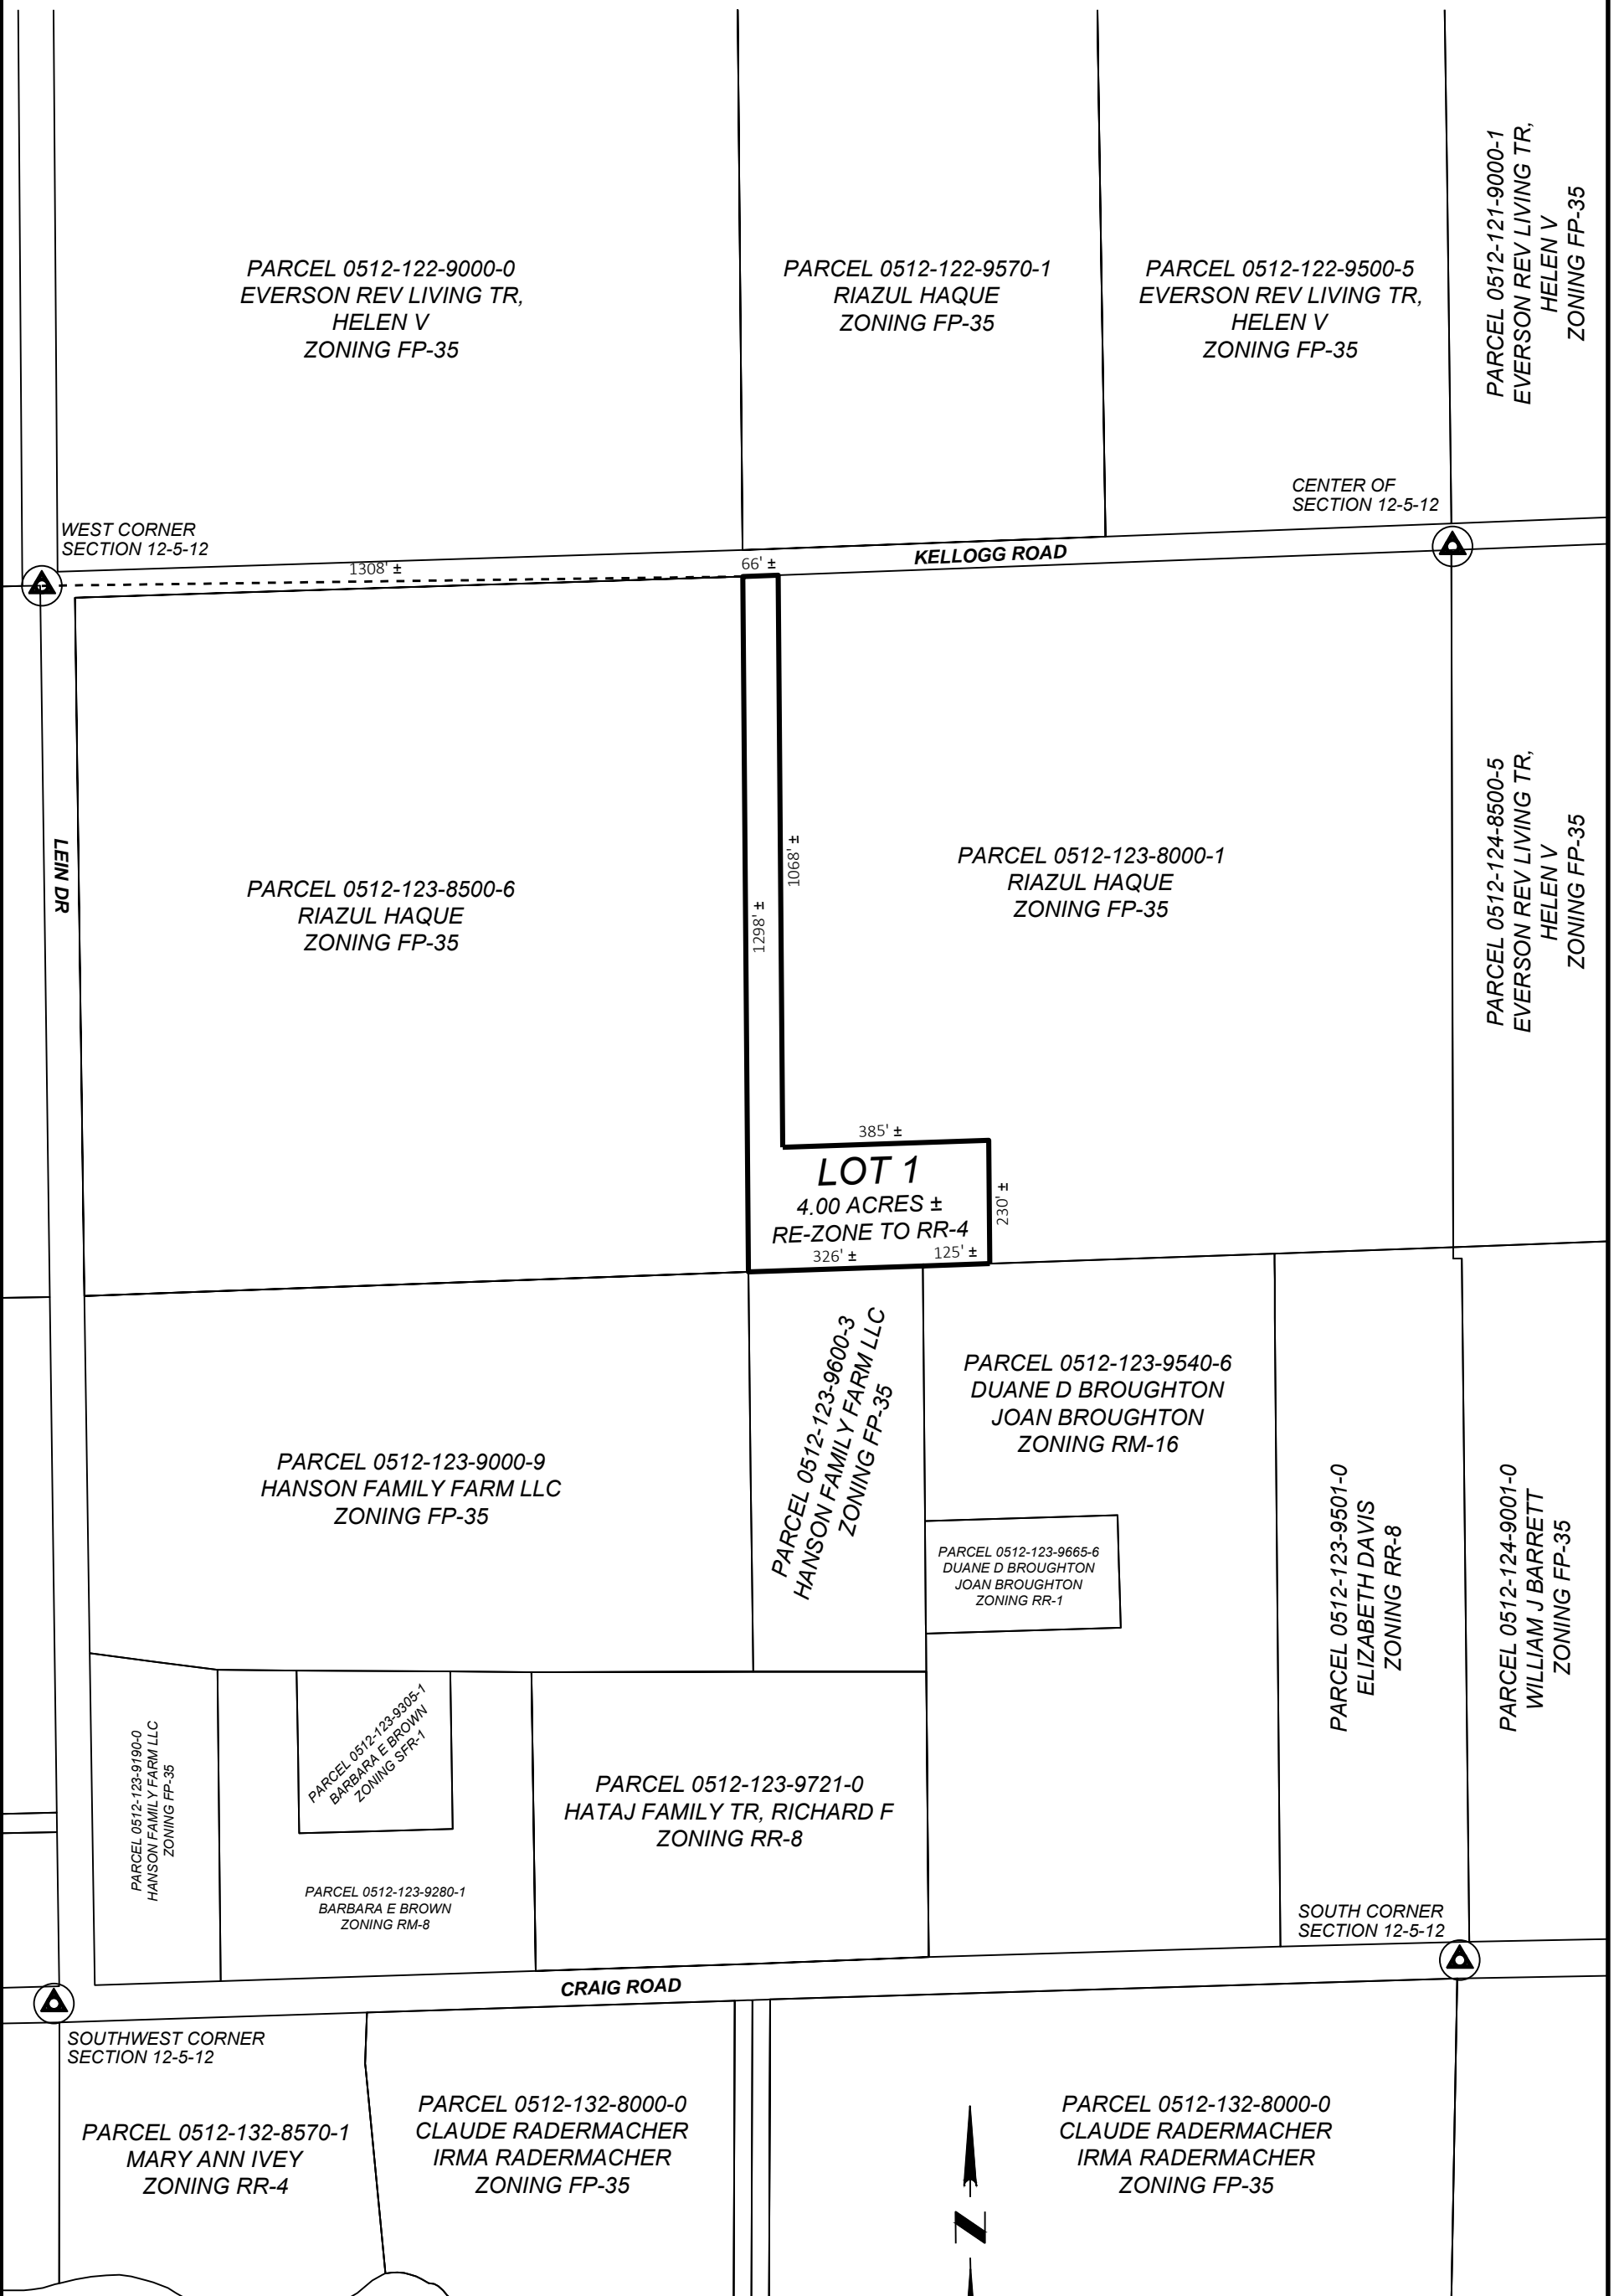 PARCEL 0512-122-9000-0
EVERSON REV LIVING TR,
HELEN V
ZONING FP-35
PARCEL 0512-122-9570-1
RIAZUL HAQUE
ZONING FP-35
PARCEL 0512-122-9500-5
EVERSON REV LIVING TR,
HELEN V
ZONING FP-35
PARCEL 0512-121-9000-1
EVERSON REV LIVING TR,
HELEN V
ZONING FP-35
WEST CORNER
SECTION 12-5-12
CENTER OF
SECTION 12-5-12
1308' ±
66' ±
KELLOGG ROAD
LEIN DR
PARCEL 0512-123-8500-6
RIAZUL HAQUE
ZONING FP-35
1298' ±
1068' ±
PARCEL 0512-123-8000-1
RIAZUL HAQUE
ZONING FP-35
PARCEL 0512-124-8500-5
EVERSON REV LIVING TR,
HELEN V
ZONING FP-35
385' ±
LOT 1
4.00 ACRES ±
RE-ZONE TO RR-4
230' ±
326' ±
125' ±
PARCEL 0512-123-9000-9
HANSON FAMILY FARM LLC
ZONING FP-35
PARCEL 0512-123-9600-3
HANSON FAMILY FARM LLC
ZONING FP-35
PARCEL 0512-123-9540-6
DUANE D BROUGHTON
JOAN BROUGHTON
ZONING RM-16
PARCEL 0512-123-9665-6
DUANE D BROUGHTON
JOAN BROUGHTON
ZONING RR-1
PARCEL 0512-123-9501-0
ELIZABETH DAVIS
ZONING RR-8
PARCEL 0512-124-9001-0
WILLIAM J BARRETT
ZONING FP-35
PARCEL 0512-123-9190-0
HANSON FAMILY FARM LLC
ZONING FP-35
PARCEL 0512-123-9305-1
BARBARA E BROWN
ZONING SFR-1
PARCEL 0512-123-9280-1
BARBARA E BROWN
ZONING RM-8
PARCEL 0512-123-9721-0
HATAJ FAMILY TR, RICHARD F
ZONING RR-8
SOUTH CORNER
SECTION 12-5-12
CRAIG ROAD
SOUTHWEST CORNER
SECTION 12-5-12
PARCEL 0512-132-8570-1
MARY ANN IVEY
ZONING RR-4
PARCEL 0512-132-8000-0
CLAUDE RADERMACHER
IRMA RADERMACHER
ZONING FP-35
PARCEL 0512-132-8000-0
CLAUDE RADERMACHER
IRMA RADERMACHER
ZONING FP-35
N